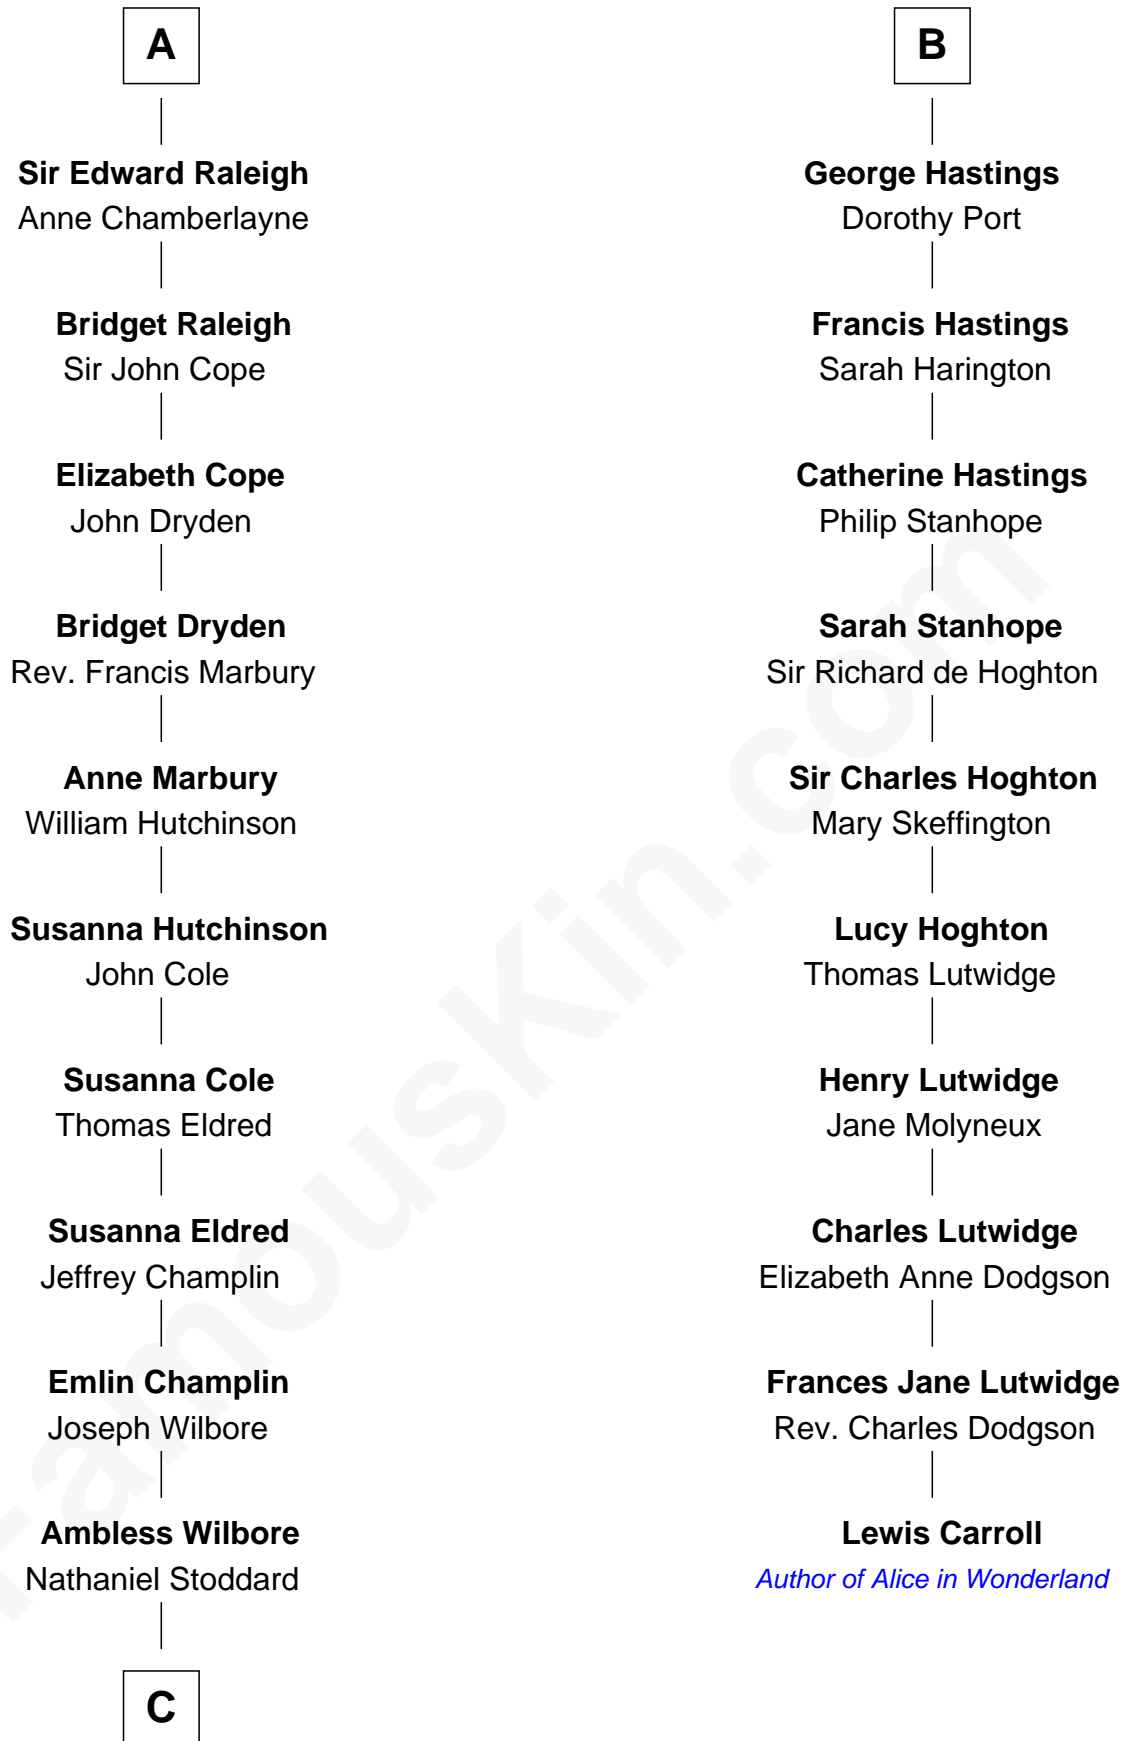 A
Sir Edward Raleigh
Anne Chamberlayne
Bridget Raleigh
Sir John Cope
Elizabeth Cope
John Dryden
Bridget Dryden
Rev. Francis Marbury
Anne Marbury
William Hutchinson
Susanna Hutchinson
John Cole
Susanna Cole
Thomas Eldred
Susanna Eldred
Jeffrey Champlin
Emlin Champlin
Joseph Wilbore
Ambless Wilbore
Nathaniel Stoddard
C
B
George Hastings
Dorothy Port
Francis Hastings
Sarah Harington
Catherine Hastings
Philip Stanhope
Sarah Stanhope
Sir Richard de Hoghton
Sir Charles Hoghton
Mary Skeffington
Lucy Hoghton
Thomas Lutwidge
Henry Lutwidge
Jane Molyneux
Charles Lutwidge
Elizabeth Anne Dodgson
Frances Jane Lutwidge
Rev. Charles Dodgson
Lewis Carroll
Author of Alice in Wonderland
FamousKin.com